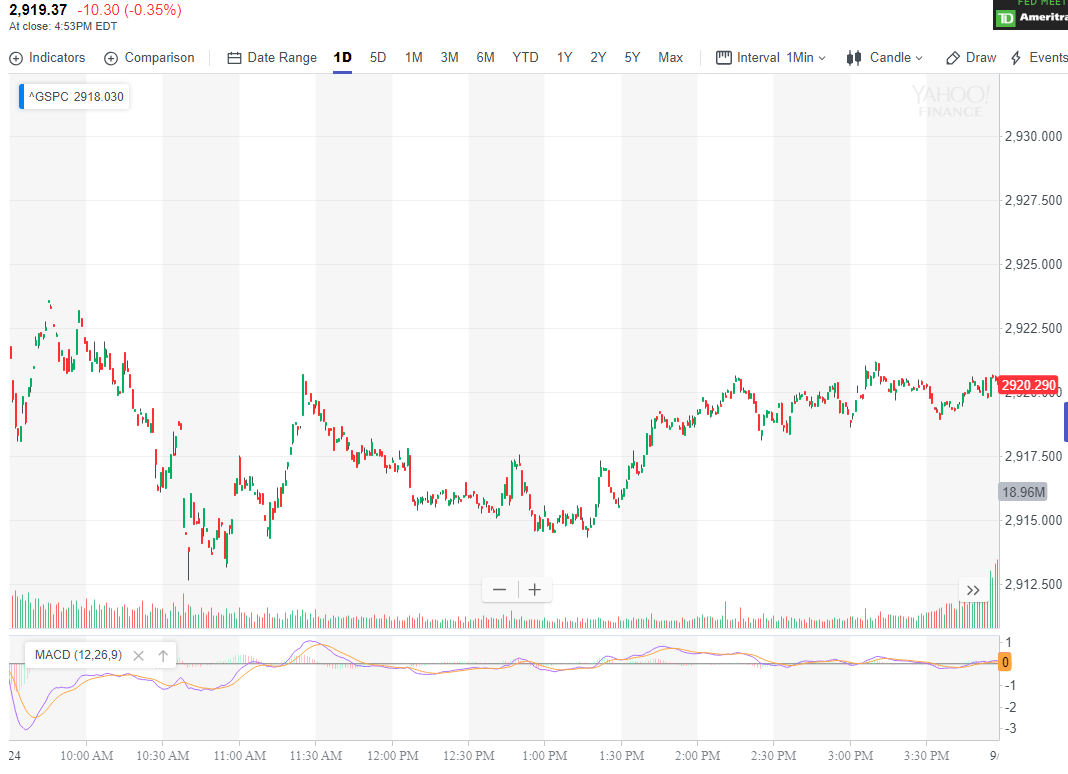 2,919.37 -10.30 (-0.35%)
At close: 4:53PM EDT
FED MEET
TD Ameritra
Indicators Comparison Date Range 1D 5D 1M 3M 6M YTD 1Y 2Y 5Y Max Interval 1Min Candle Draw Events
^GSPC 2918.030
YAHOO!
FINANCE
2,930.000
2,927.500
2,925.000
2,922.500
2920.290
2,920.000
2,917.500
18.96M
2,915.000
2,912.500
MACD (12,26,9)
1
0
-1
-2
-3
24 10:00 AM 10:30 AM 11:00 AM 11:30 AM 12:00 PM 12:30 PM 1:00 PM 1:30 PM 2:00 PM 2:30 PM 3:00 PM 3:30 PM 9/